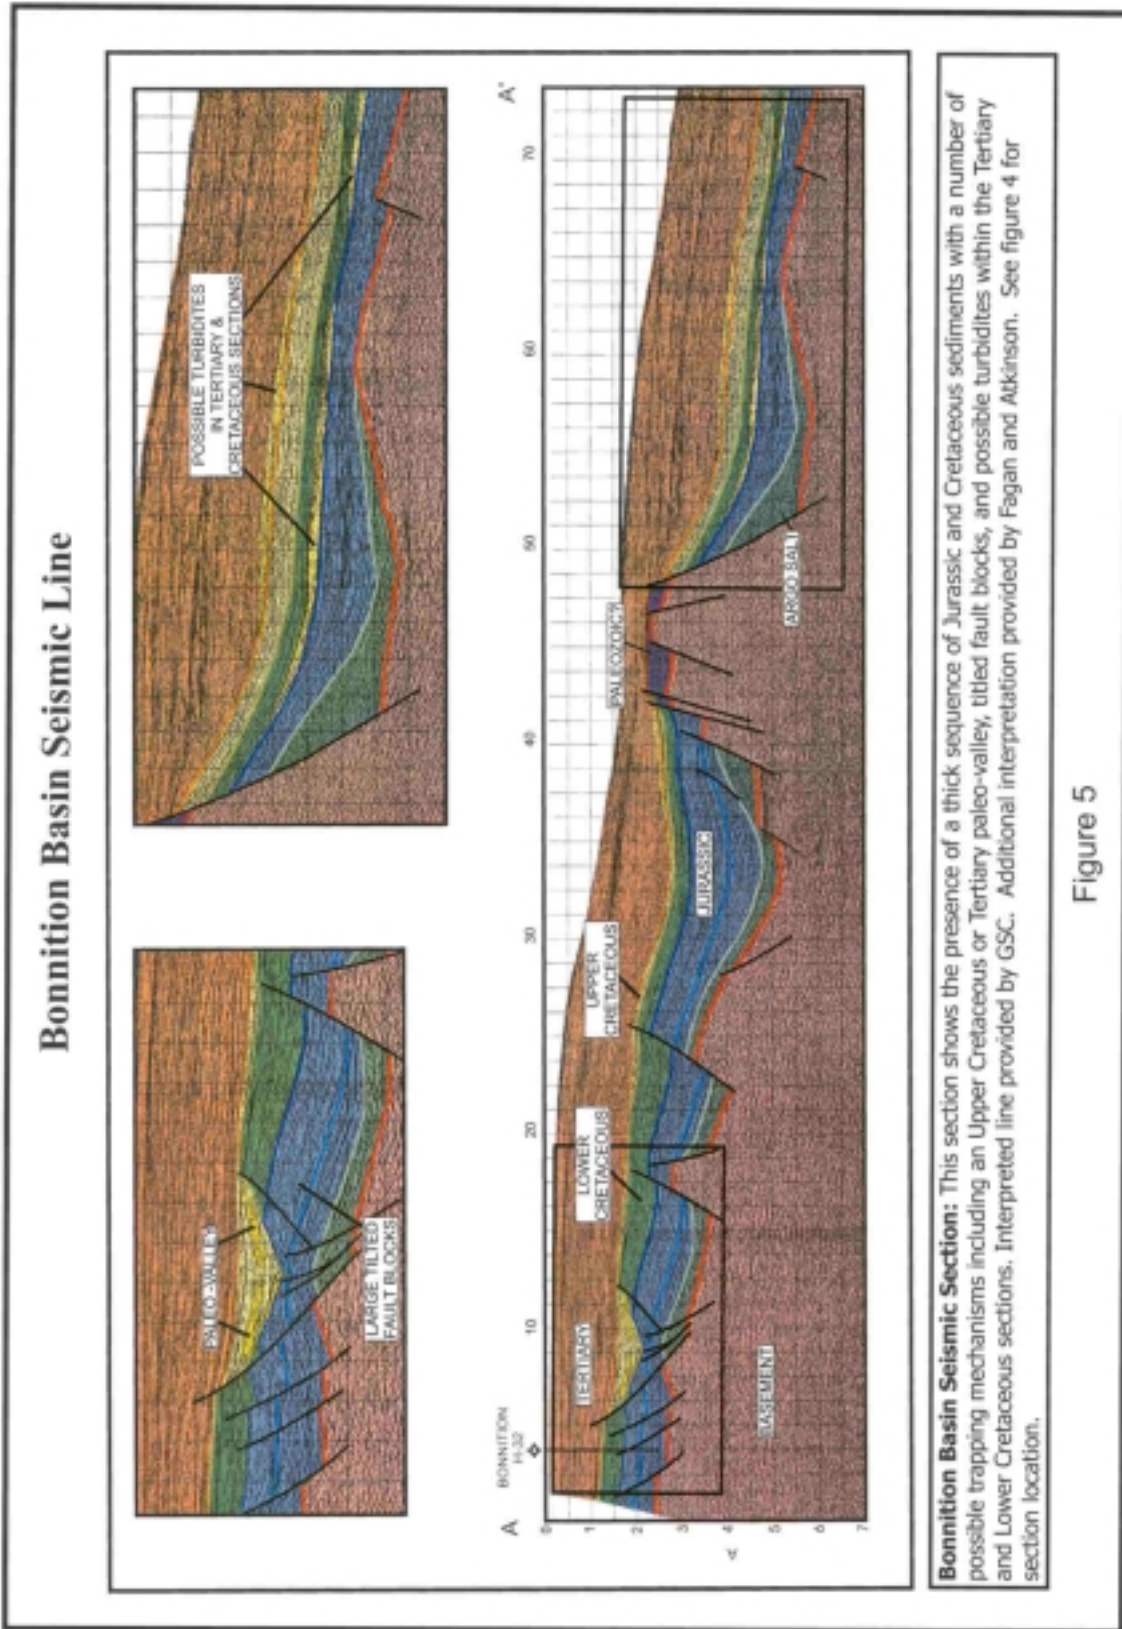 Bonnition Basin Seismic Line
PALEO-VALLEY
LARGE TILTED
FAULT BLOCKS
POSSIBLE TURBIDITES
IN TERTIARY &
CRETACEOUS SECTIONS
A
A'
BONNITION
H-32
10
20
30
40
50
60
70
0
1
2
3
4
5
6
7
TERTIARY
LOWER
CRETACEOUS
UPPER
CRETACEOUS
JURASSIC
PALEOZOIC?
ARGO SALT
BASEMENT
Bonnition Basin Seismic Section: This section shows the presence of a thick sequence of Jurassic and Cretaceous sediments with a number of
possible trapping mechanisms including an Upper Cretaceous or Tertiary paleo-valley, titled fault blocks, and possible turbidites within the Tertiary
and Lower Cretaceous sections. Interpreted line provided by GSC. Additional interpretation provided by Fagan and Atkinson. See figure 4 for
section location.
Figure 5